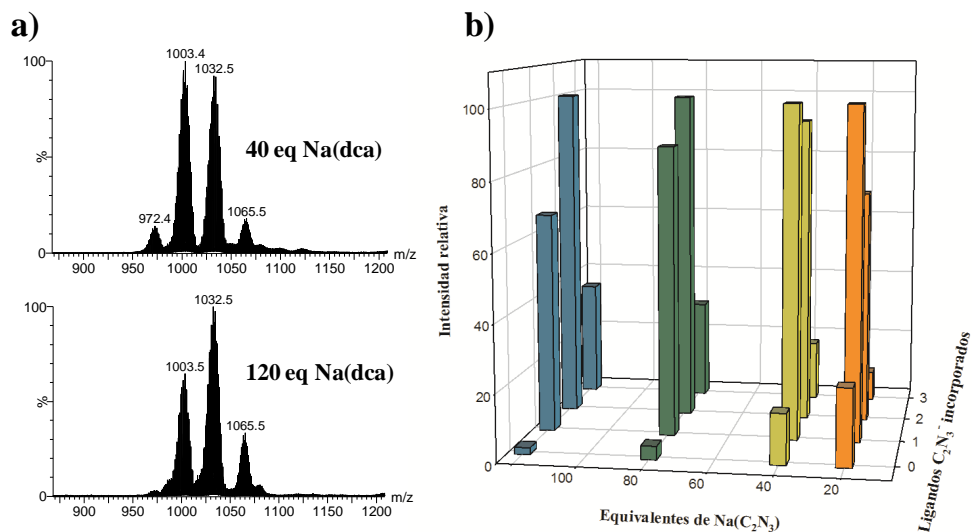 a)
100
%
0
1003.4
1032.5
972.4
1065.5
40 eq Na(dca)
900 950 1000 1050 1100 1150 1200 m/z
100
%
0
1032.5
1003.5
1065.5
120 eq Na(dca)
900 950 1000 1050 1100 1150 1200 m/z
b)
Intensidad relativa
100
80
60
40
20
0
100 80 60 40 20
Equivalentes de Na(C₂N₃)
3
2
1
0
Ligandos C₂N₃⁻ incorporados